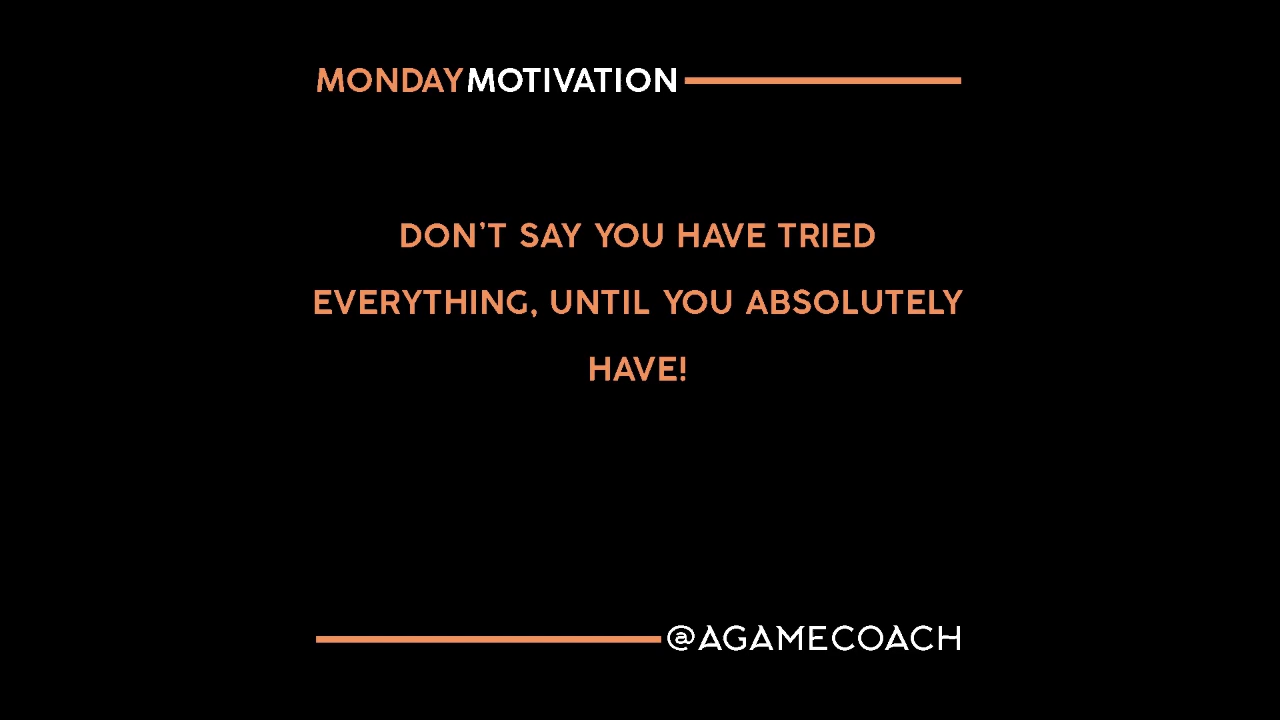 MONDAYMOTIVATION
DON'T SAY YOU HAVE TRIED
EVERYTHING, UNTIL YOU ABSOLUTELY
HAVE!
@AGAMECOACH